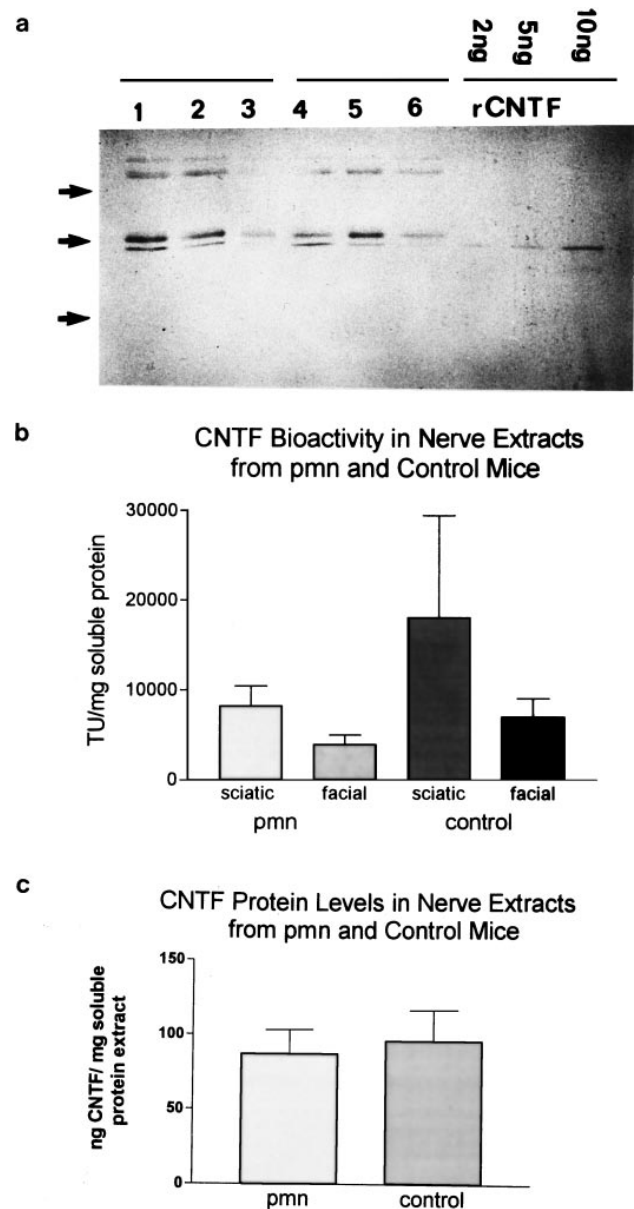 a
2ng 5ng 10ng
1 2 3 4 5 6 rCNTF
b
CNTF Bioactivity in Nerve Extracts
from pmn and Control Mice
TU/mg soluble protein
30000
20000
10000
0
sciatic facial sciatic facial
pmn control
c
CNTF Protein Levels in Nerve Extracts
from pmn and Control Mice
ng CNTF/ mg soluble
protein extract
150
100
50
0
pmn control